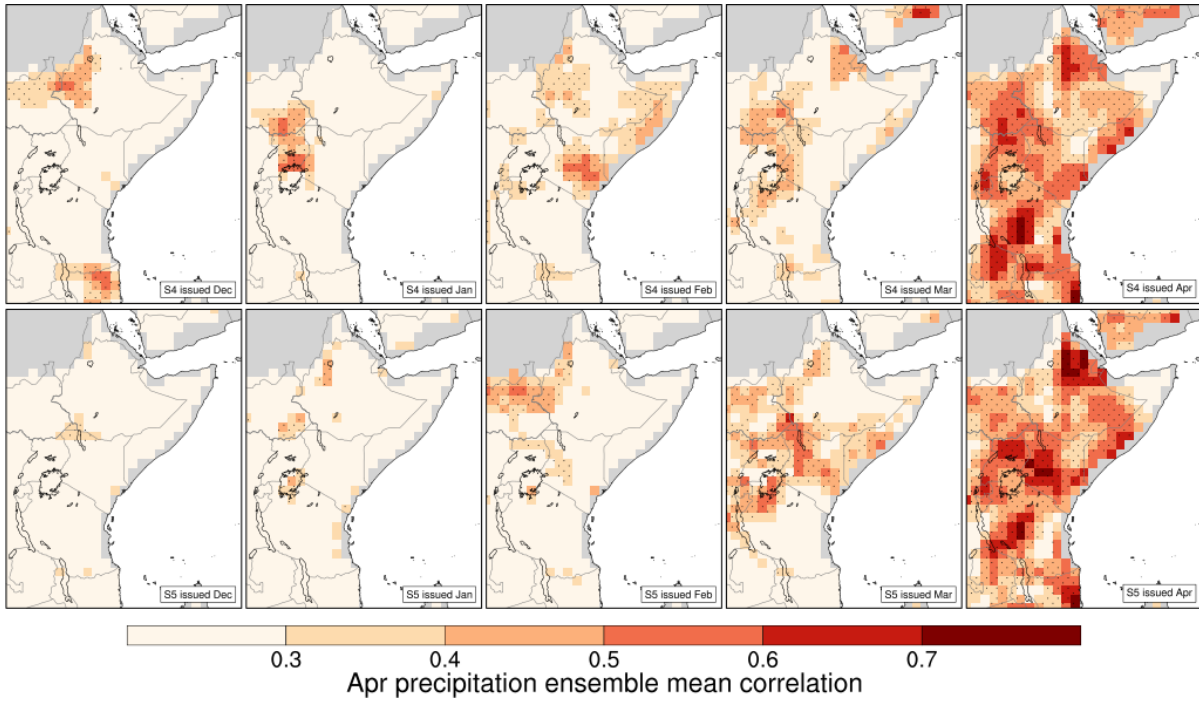 S4 issued Dec
S4 issued Jan
S4 issued Feb
S4 issued Mar
S4 issued Apr
S5 issued Dec
S5 issued Jan
S5 issued Feb
S5 issued Mar
S5 issued Apr
0.3 0.4 0.5 0.6 0.7
Apr precipitation ensemble mean correlation